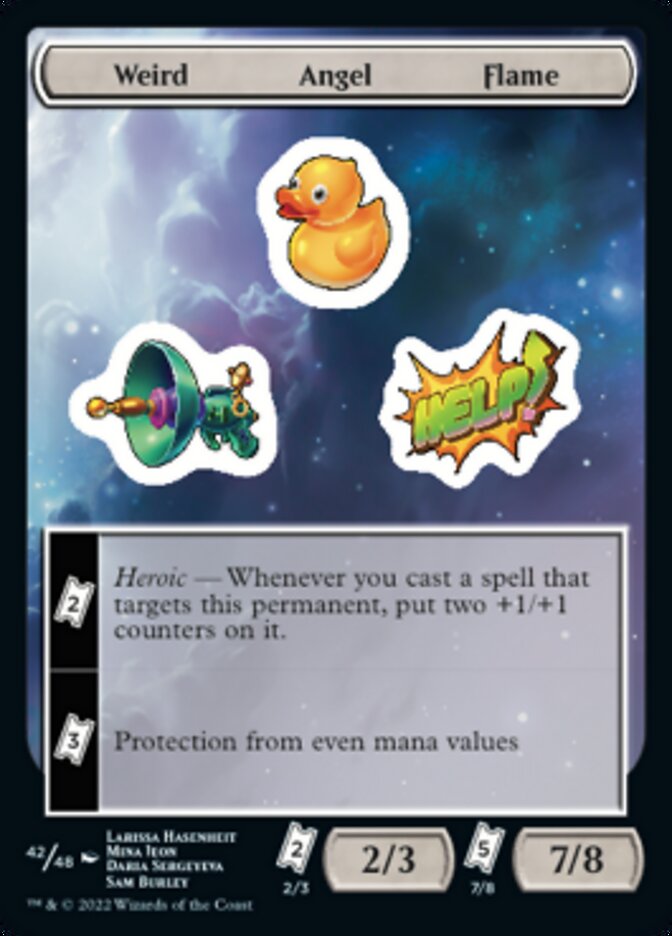 Weird Angel Flame
HELP!
2
Heroic — Whenever you cast a spell that
targets this permanent, put two +1/+1
counters on it.
3
Protection from even mana values
42/48
Larissa Hasenheit
Mina Jeon
Daria Sergeyeva
Sam Burley
2
2/3
2/3
5
7/8
7/8
™ & © 2022 Wizards of the Coast